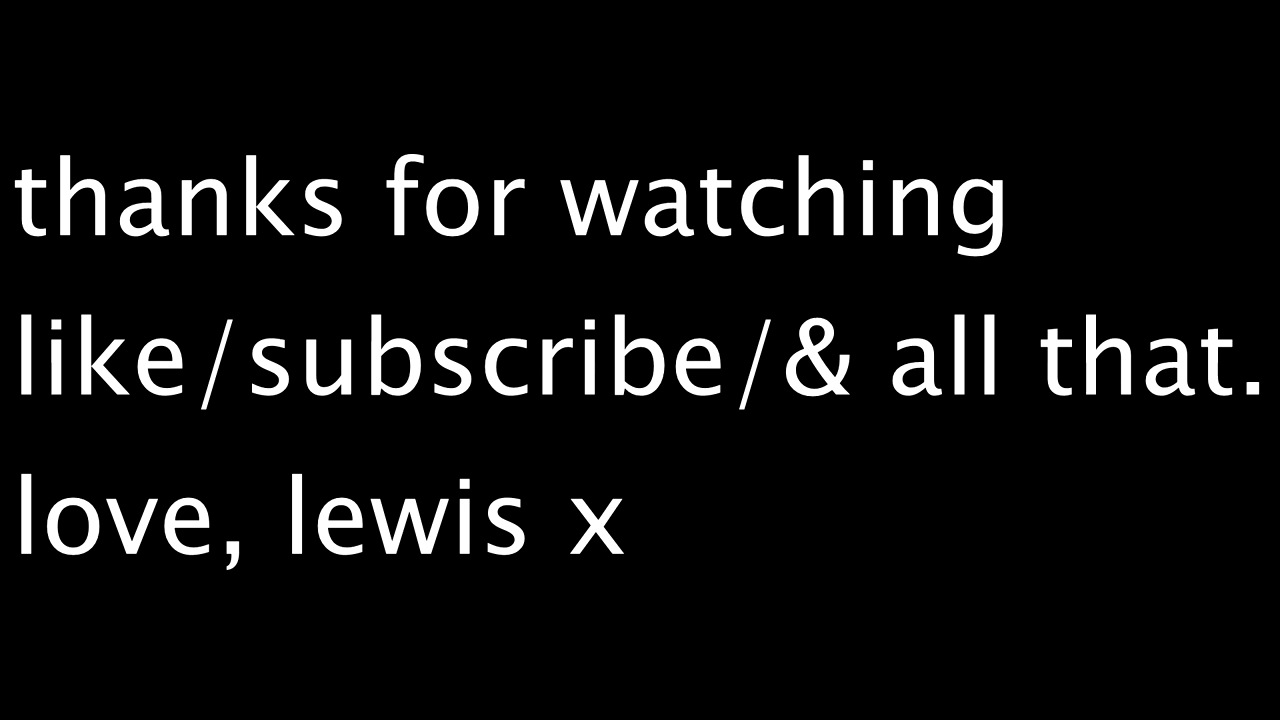 thanks for watching
like/subscribe/& all that.
love, lewis x